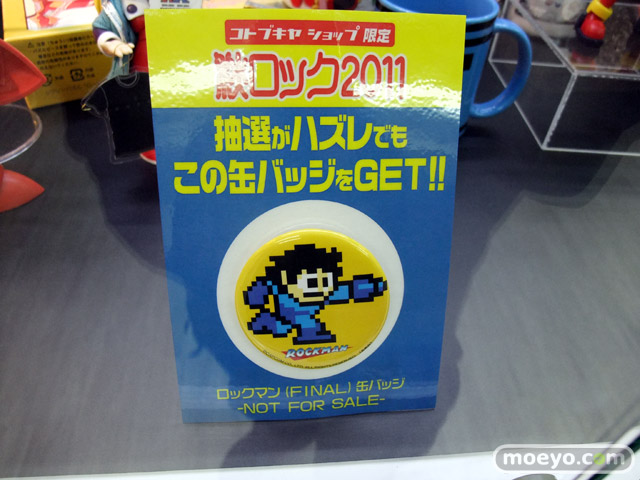 コトブキヤ ショップ 限定
鉄ロック2011
抽選がハズレでも
この缶バッジをGET!!
ROCKMAN
ロックマン(FINAL)缶バッジ
-NOT FOR SALE-
moeyo.com